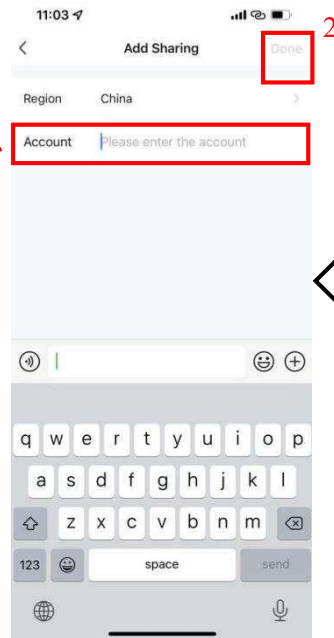 11:03
2
Add Sharing
Done
Region China
Account Please enter the account
q w e r t y u i o p
a s d f g h j k l
z x c v b n m
123 space send